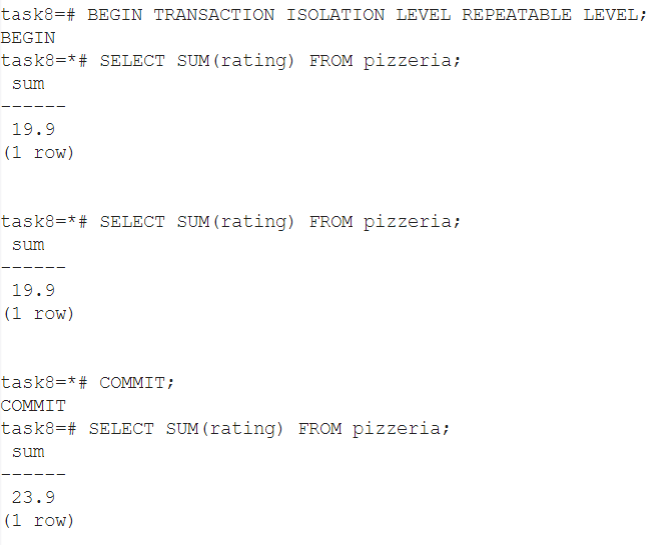 task8=# BEGIN TRANSACTION ISOLATION LEVEL REPEATABLE LEVEL;
BEGIN
task8=*# SELECT SUM(rating) FROM pizzeria;
 sum
------
 19.9
(1 row)
task8=*# SELECT SUM(rating) FROM pizzeria;
 sum
------
 19.9
(1 row)
task8=*# COMMIT;
COMMIT
task8=# SELECT SUM(rating) FROM pizzeria;
 sum
------
 23.9
(1 row)